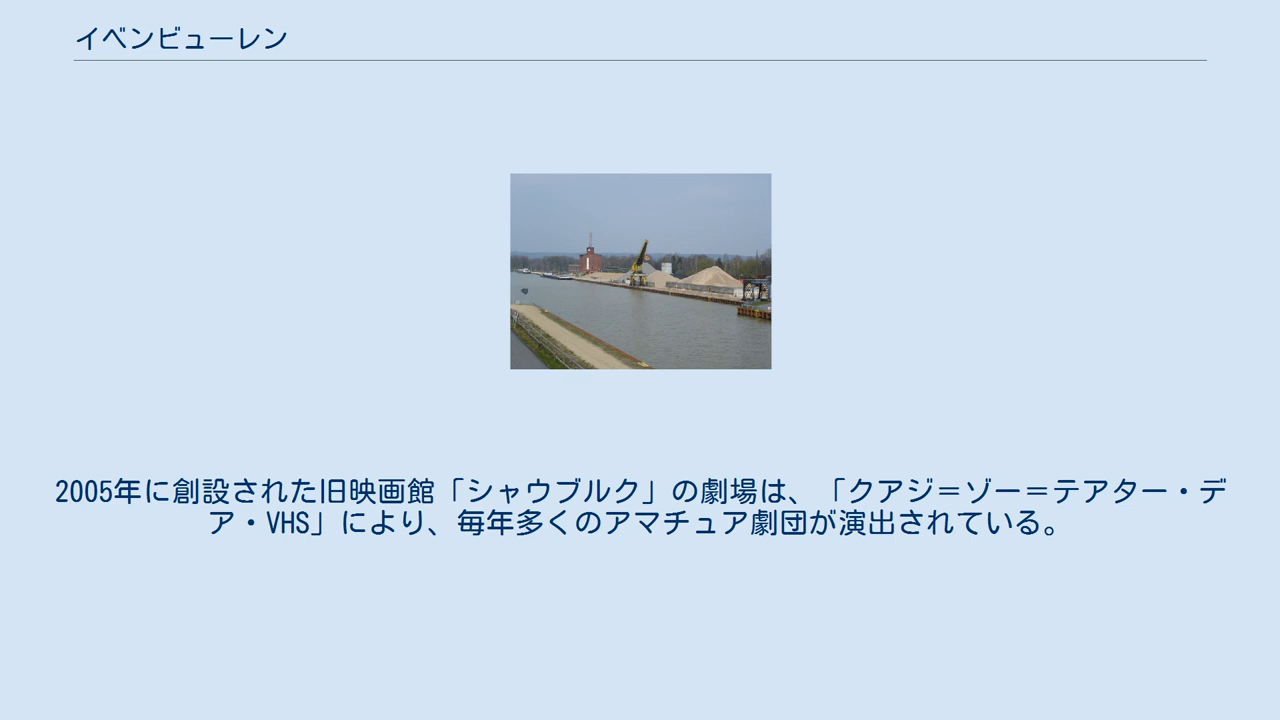 イベンビューレン
2005年に創設された旧映画館「シャウブルク」の劇場は、「クアジ＝ゾー＝テアター・デ
ア・VHS」により、毎年多くのアマチュア劇団が演出されている。